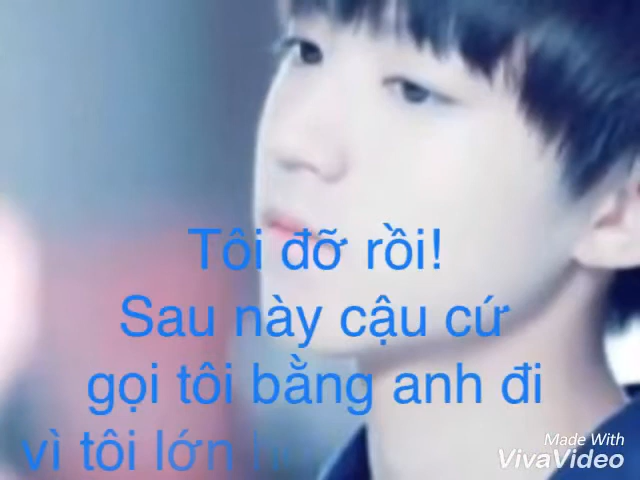 Tôi đỡ rồi!
Sau này cậu cứ
gọi tôi bằng anh đi
vì tôi lớn
Made With
VivaVideo